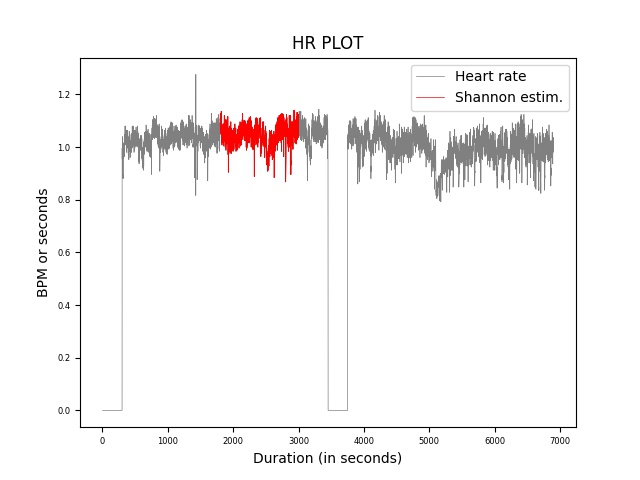 HR PLOT
Heart rate
Shannon estim.
BPM or seconds
1.2
1.0
0.8
0.6
0.4
0.2
0.0
0 1000 2000 3000 4000 5000 6000 7000
Duration (in seconds)